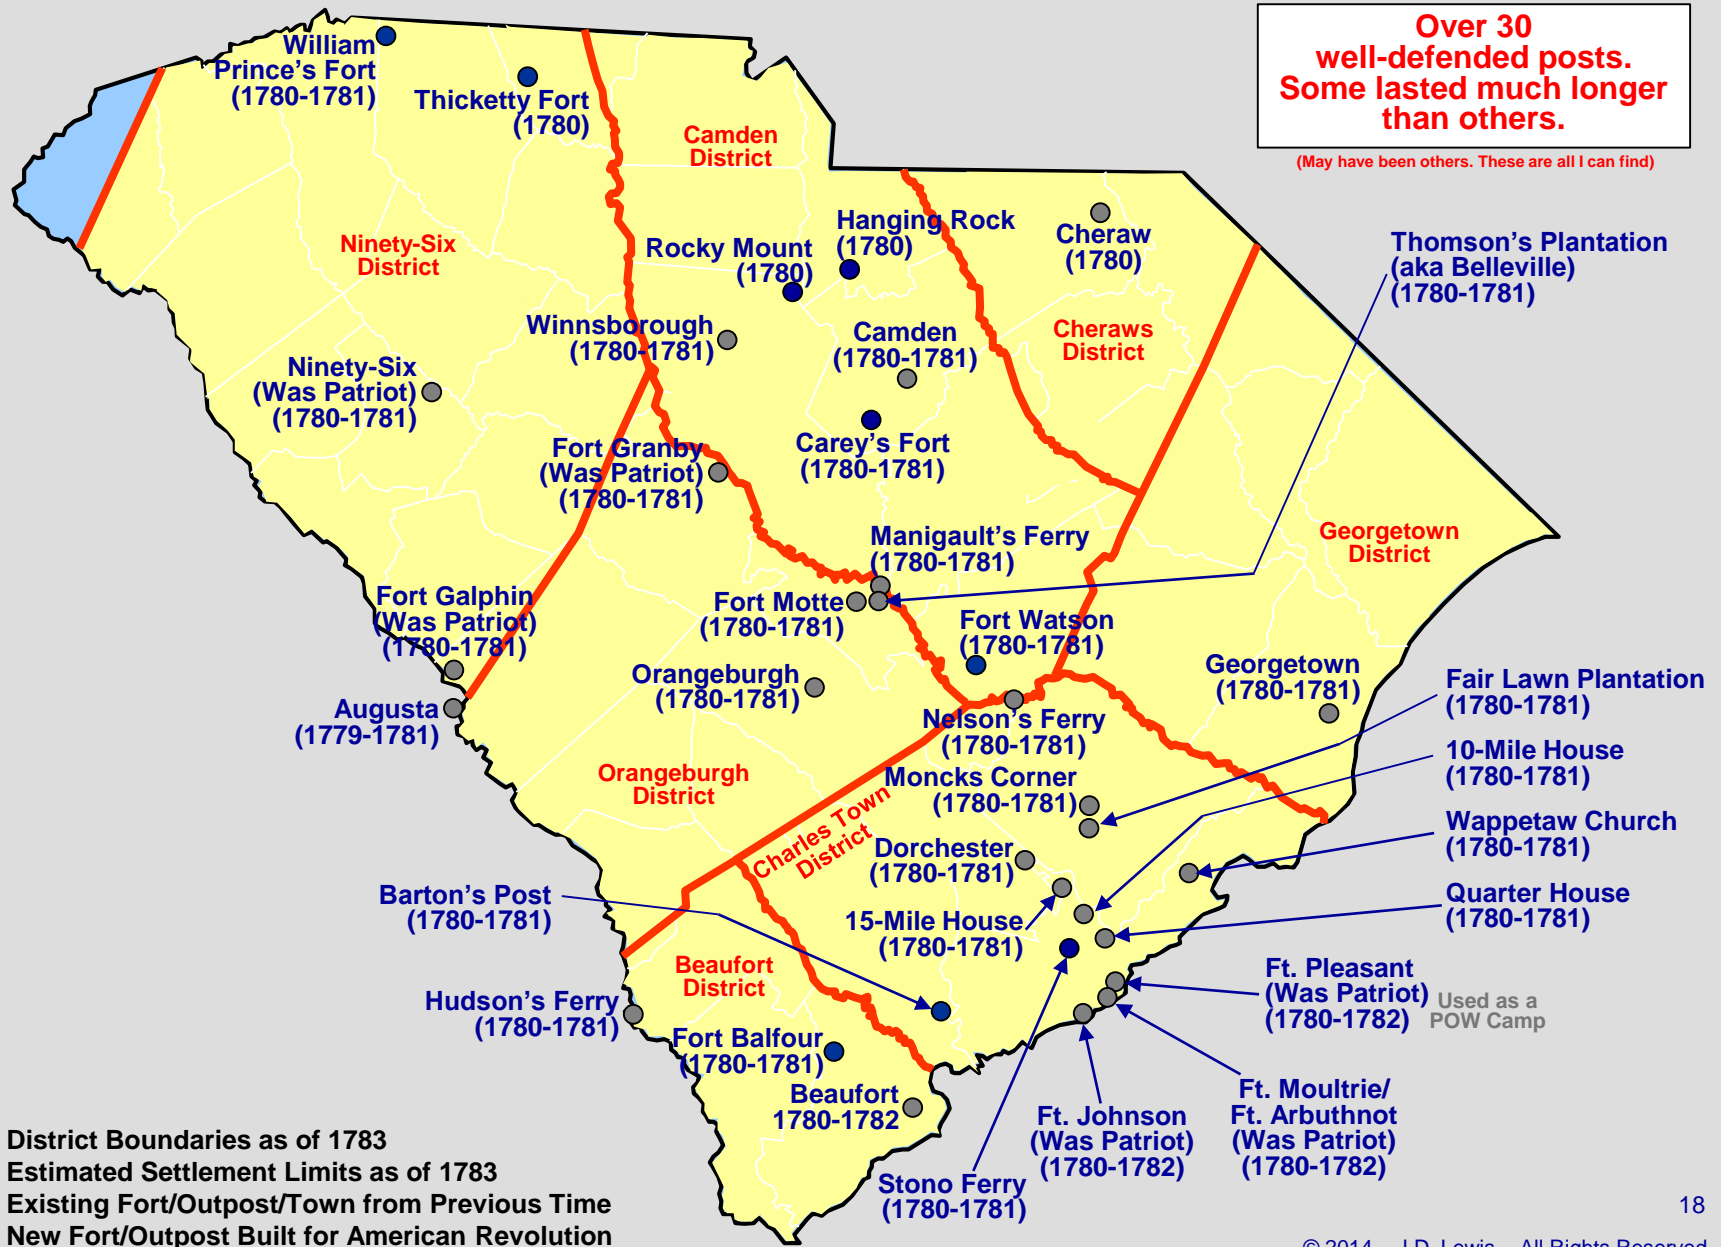 Over 30
well-defended posts.
Some lasted much longer
than others.
(May have been others. These are all I can find)
William
Prince's Fort
(1780-1781)
Thicketty Fort
(1780)
Camden
District
Ninety-Six
District
Rocky Mount
(1780)
Hanging Rock
(1780)
Cheraw
(1780)
Thomson's Plantation
(aka Belleville)
(1780-1781)
Winnsborough
(1780-1781)
Camden
(1780-1781)
Cheraws
District
Ninety-Six
(Was Patriot)
(1780-1781)
Fort Granby
(Was Patriot)
(1780-1781)
Carey's Fort
(1780-1781)
Manigault's Ferry
(1780-1781)
Georgetown
District
Fort Galphin
(Was Patriot)
(1780-1781)
Fort Motte
(1780-1781)
Fort Watson
(1780-1781)
Orangeburgh
(1780-1781)
Georgetown
(1780-1781)
Fair Lawn Plantation
(1780-1781)
Augusta
(1779-1781)
Nelson's Ferry
(1780-1781)
10-Mile House
(1780-1781)
Orangeburgh
District
Moncks Corner
(1780-1781)
Charles Town
District
Wappetaw Church
(1780-1781)
Dorchester
(1780-1781)
Barton's Post
(1780-1781)
15-Mile House
(1780-1781)
Quarter House
(1780-1781)
Beaufort
District
Ft. Pleasant
(Was Patriot)
(1780-1782)
Used as a
POW Camp
Hudson's Ferry
(1780-1781)
Fort Balfour
(1780-1781)
Beaufort
1780-1782
Ft. Moultrie/
Ft. Arbuthnot
(Was Patriot)
(1780-1782)
Ft. Johnson
(Was Patriot)
(1780-1782)
Stono Ferry
(1780-1781)
District Boundaries as of 1783
Estimated Settlement Limits as of 1783
Existing Fort/Outpost/Town from Previous Time
New Fort/Outpost Built for American Revolution
18
© 2014 – J.D. Lewis – All Rights Reserved